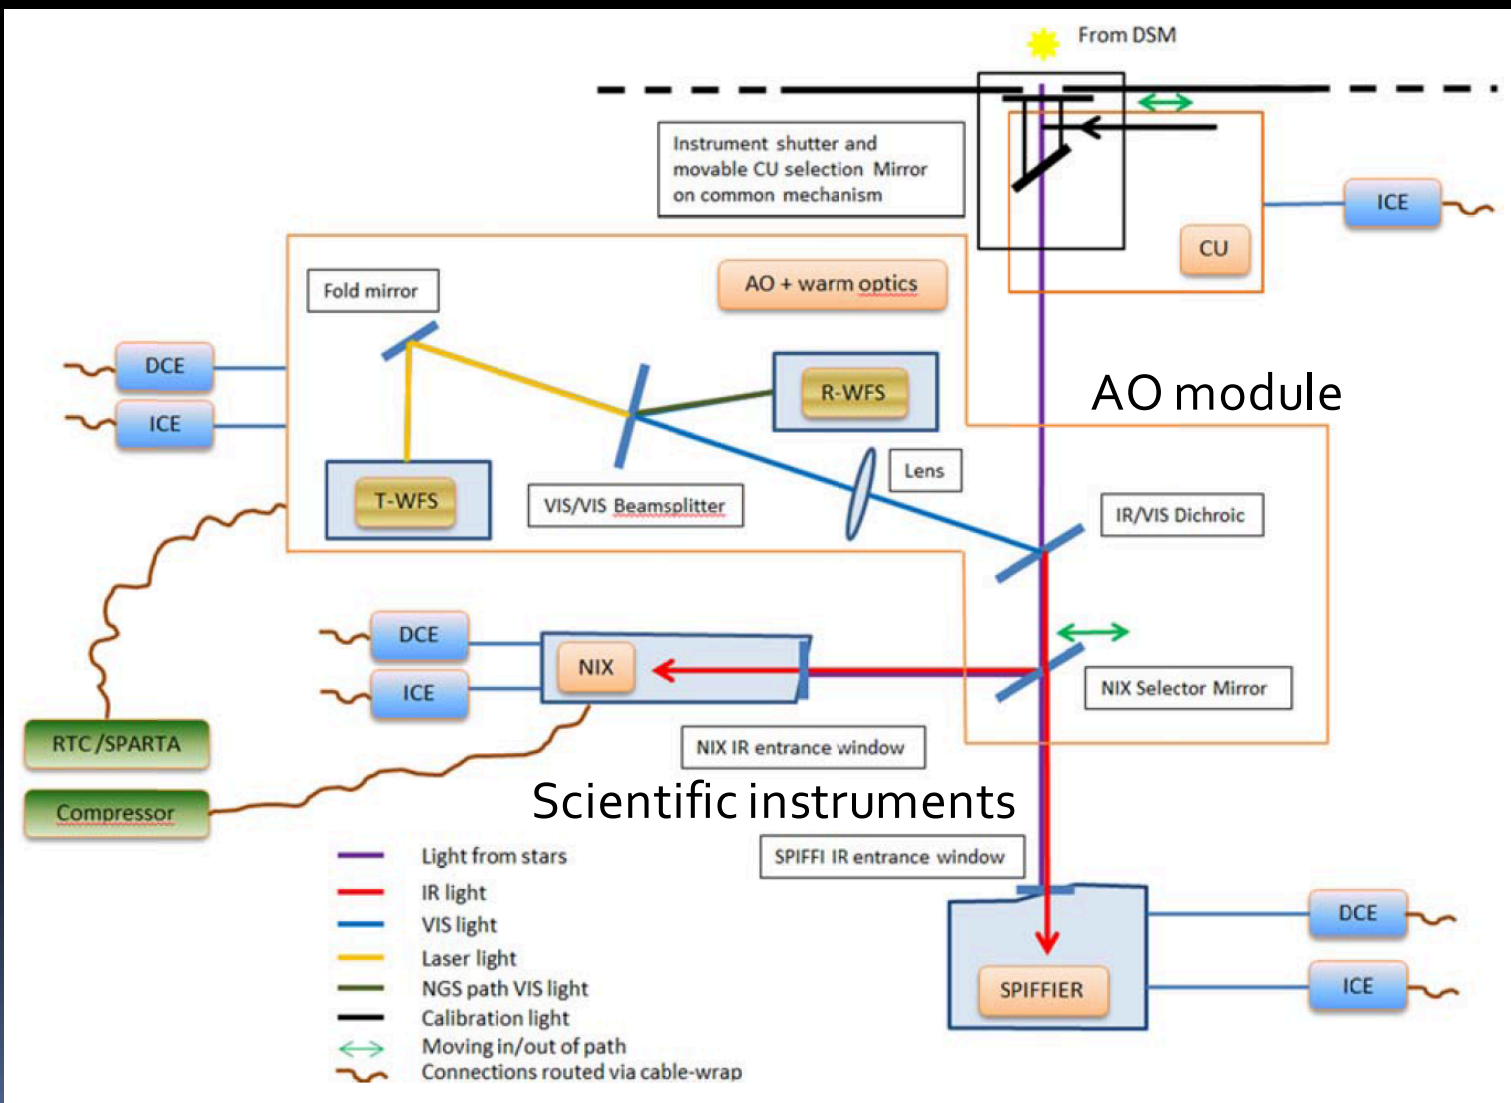 From DSM
Instrument shutter and
movable CU selection Mirror
on common mechanism
ICE
CU
Fold mirror
AO + warm optics
DCE
ICE
R-WFS
AO module
Lens
T-WFS
VIS/VIS Beamsplitter
IR/VIS Dichroic
DCE
ICE
NIX
NIX Selector Mirror
RTC/SPARTA
NIX IR entrance window
Compressor
Scientific instruments
SPIFFI IR entrance window
Light from stars
IR light
VIS light
Laser light
NGS path VIS light
Calibration light
Moving in/out of path
Connections routed via cable-wrap
DCE
SPIFFIER
ICE